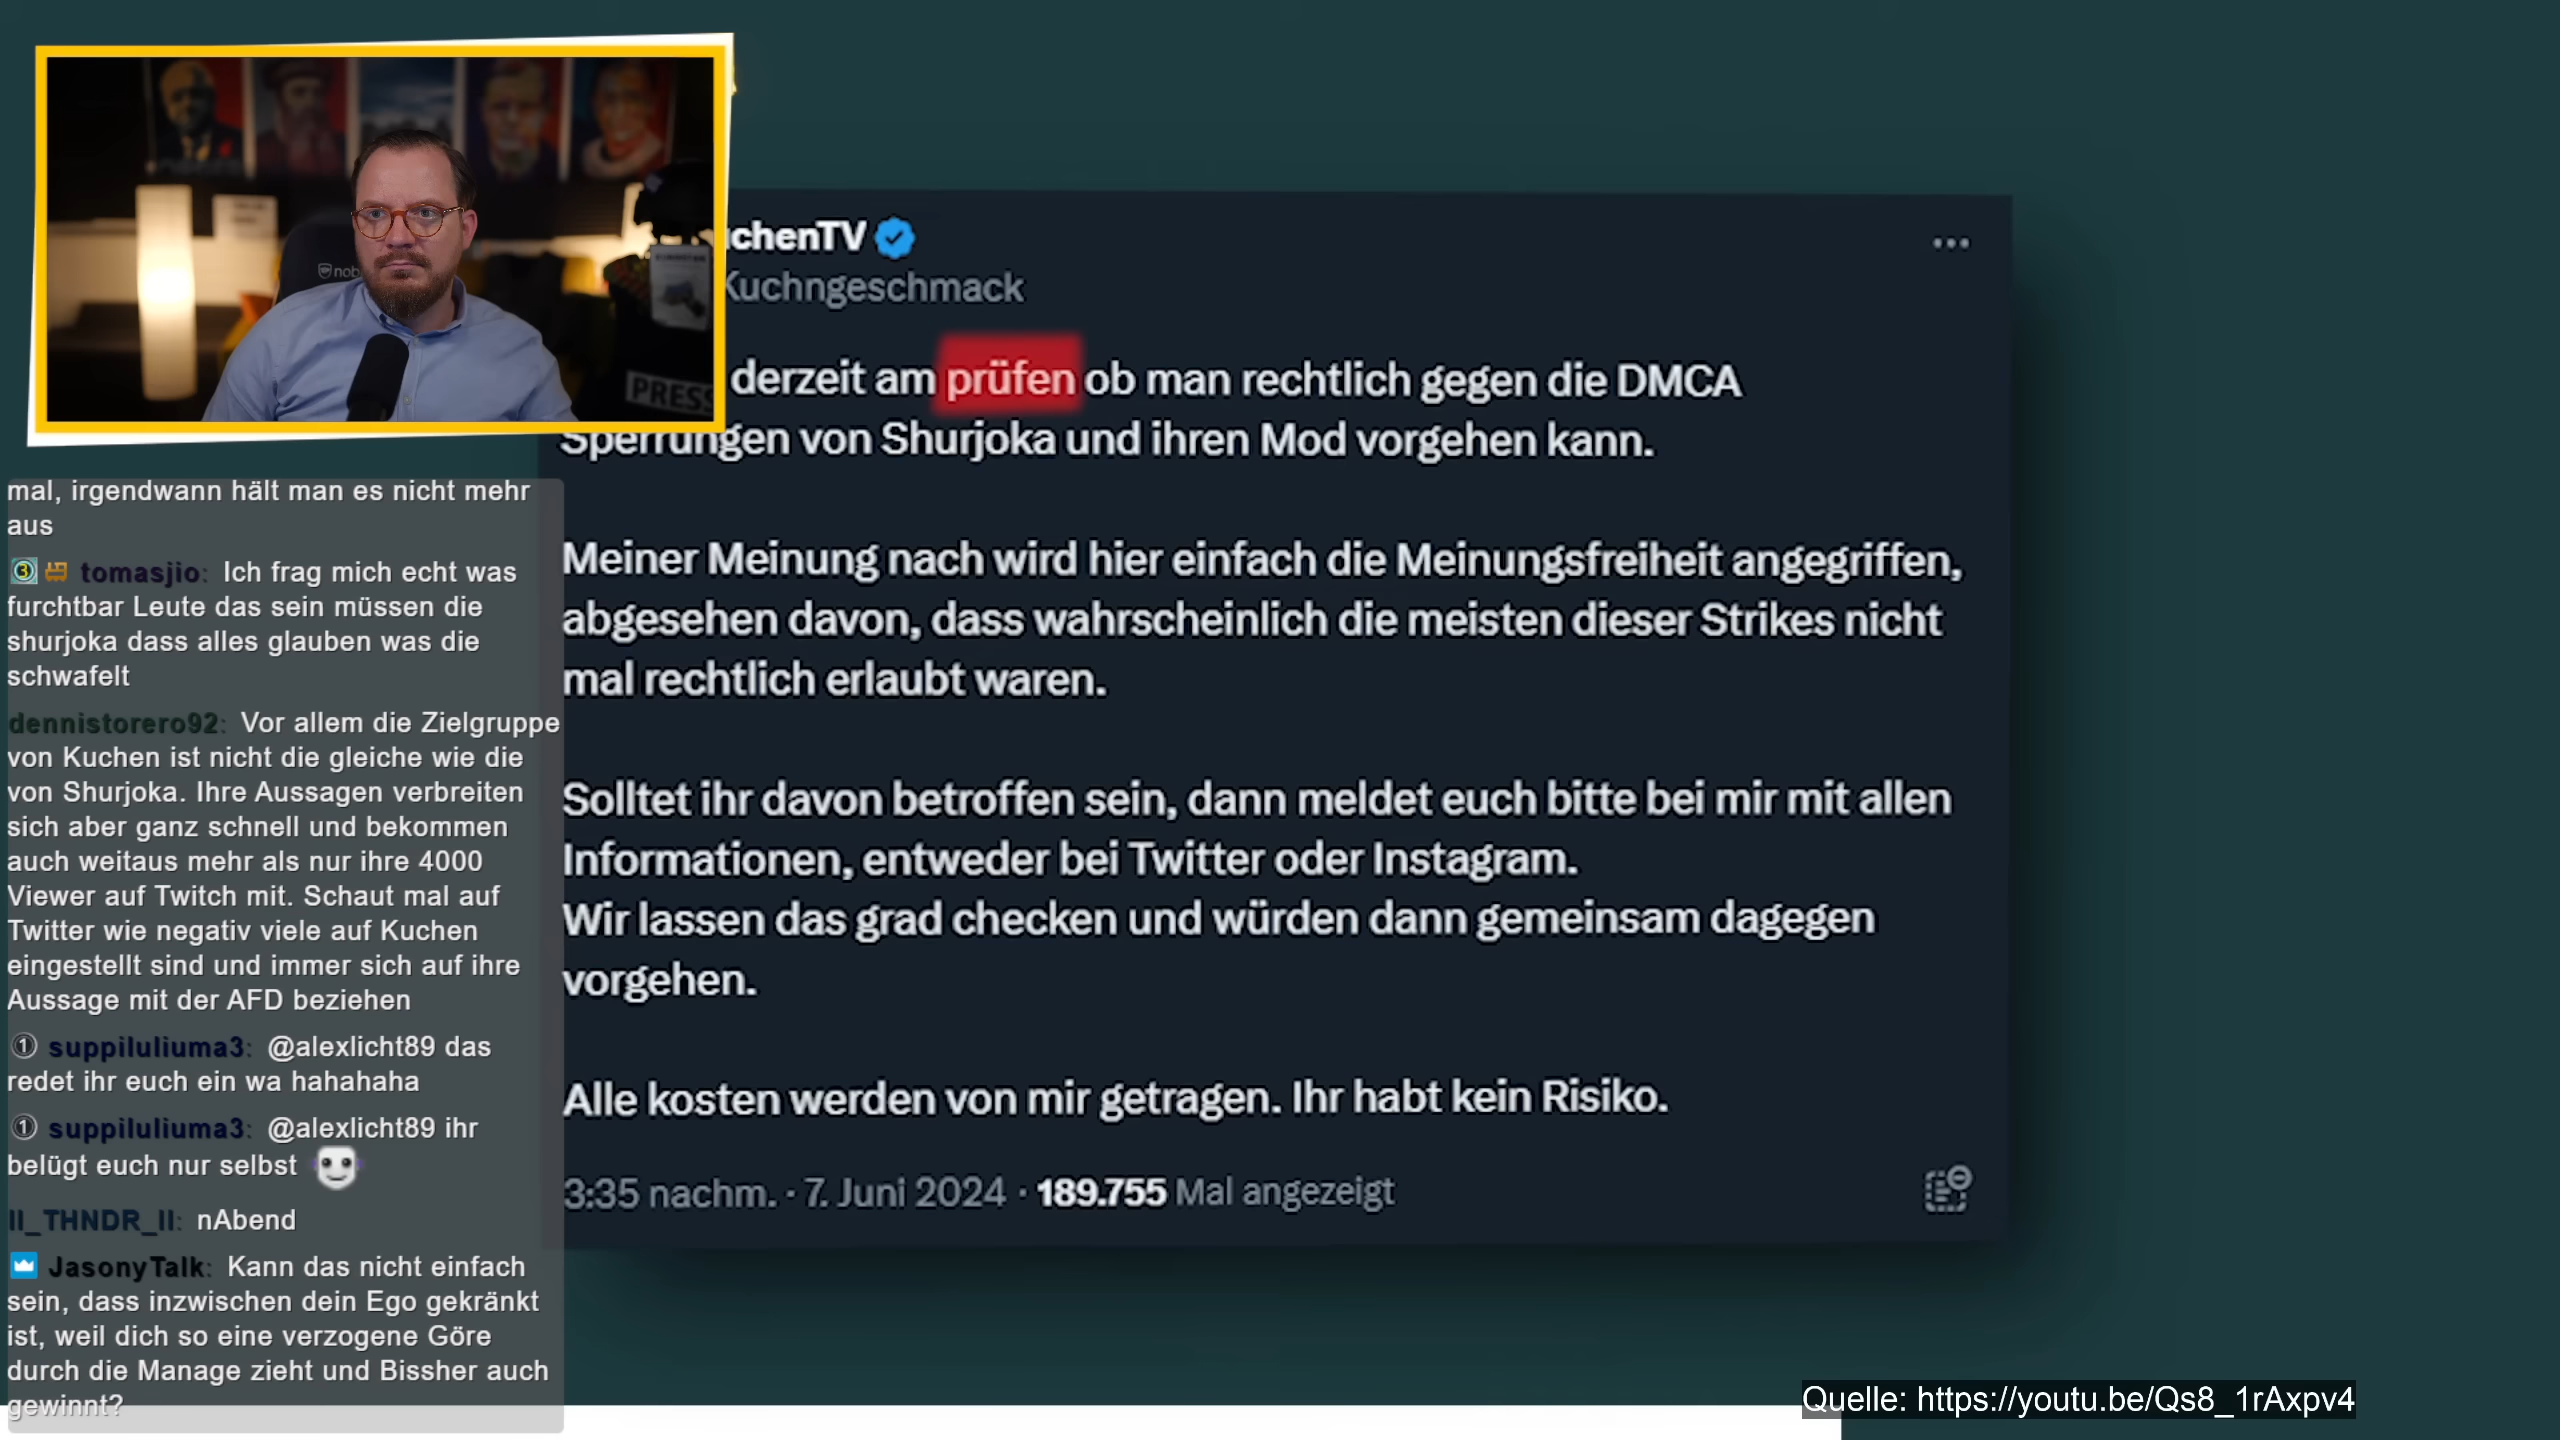 nob
PRESS
chenTV
Kuchngeschmack
derzeit am prüfen ob man rechtlich gegen die DMCA
Sperrungen von Shurjoka und ihren Mod vorgehen kann.
Meiner Meinung nach wird hier einfach die Meinungsfreiheit angegriffen,
abgesehen davon, dass wahrscheinlich die meisten dieser Strikes nicht
mal rechtlich erlaubt waren.
Solltet ihr davon betroffen sein, dann meldet euch bitte bei mir mit allen
Informationen, entweder bei Twitter oder Instagram.
Wir lassen das grad checken und würden dann gemeinsam dagegen
vorgehen.
Alle kosten werden von mir getragen. Ihr habt kein Risiko.
3:35 nachm. · 7. Juni 2024 · 189.755 Mal angezeigt
mal, irgendwann hält man es nicht mehr
aus
3 tomasjio: Ich frag mich echt was
furchtbar Leute das sein müssen die
shurjoka dass alles glauben was die
schwafelt
dennistorero92: Vor allem die Zielgruppe
von Kuchen ist nicht die gleiche wie die
von Shurjoka. Ihre Aussagen verbreiten
sich aber ganz schnell und bekommen
auch weitaus mehr als nur ihre 4000
Viewer auf Twitch mit. Schaut mal auf
Twitter wie negativ viele auf Kuchen
eingestellt sind und immer sich auf ihre
Aussage mit der AFD beziehen
1 suppiluliuma3: @alexlicht89 das
redet ihr euch ein wa hahahaha
1 suppiluliuma3: @alexlicht89 ihr
belügt euch nur selbst
II_THNDR_II: nAbend
JasonyTalk: Kann das nicht einfach
sein, dass inzwischen dein Ego gekränkt
ist, weil dich so eine verzogene Göre
durch die Manage zieht und Bissher auch
gewinnt?
Quelle: https://youtu.be/Qs8_1rAxpv4